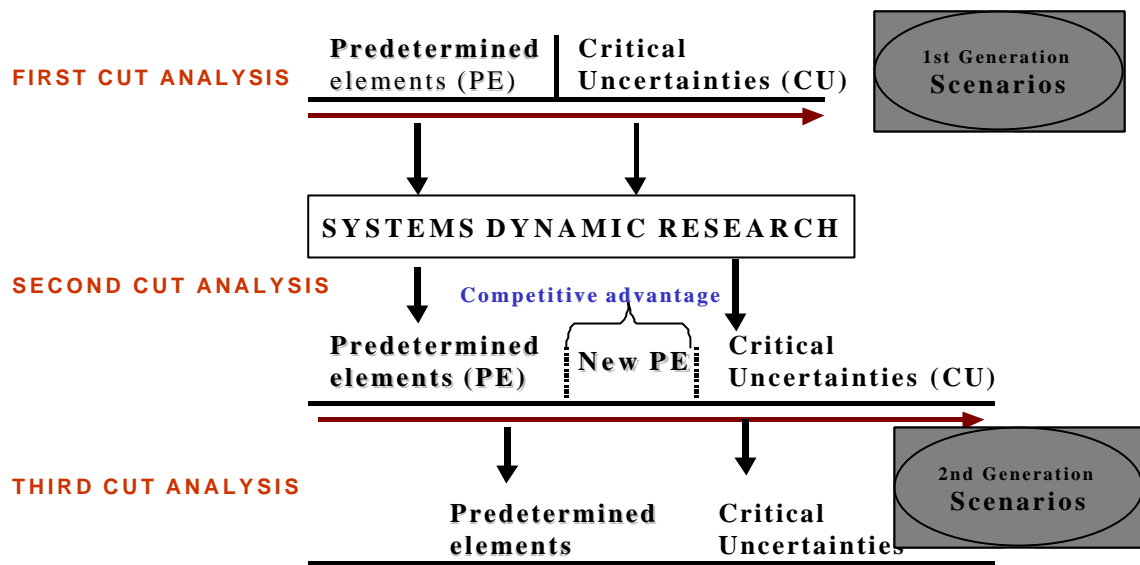 Predetermined
elements (PE)
Critical
Uncertainties (CU)
FIRST CUT ANALYSIS
1st Generation
Scenarios
SYSTEMS DYNAMIC RESEARCH
SECOND CUT ANALYSIS
Competitive advantage
Predetermined
elements (PE)
New PE
Critical
Uncertainties (CU)
THIRD CUT ANALYSIS
2nd Generation
Scenarios
Predetermined
elements
Critical
Uncertainties